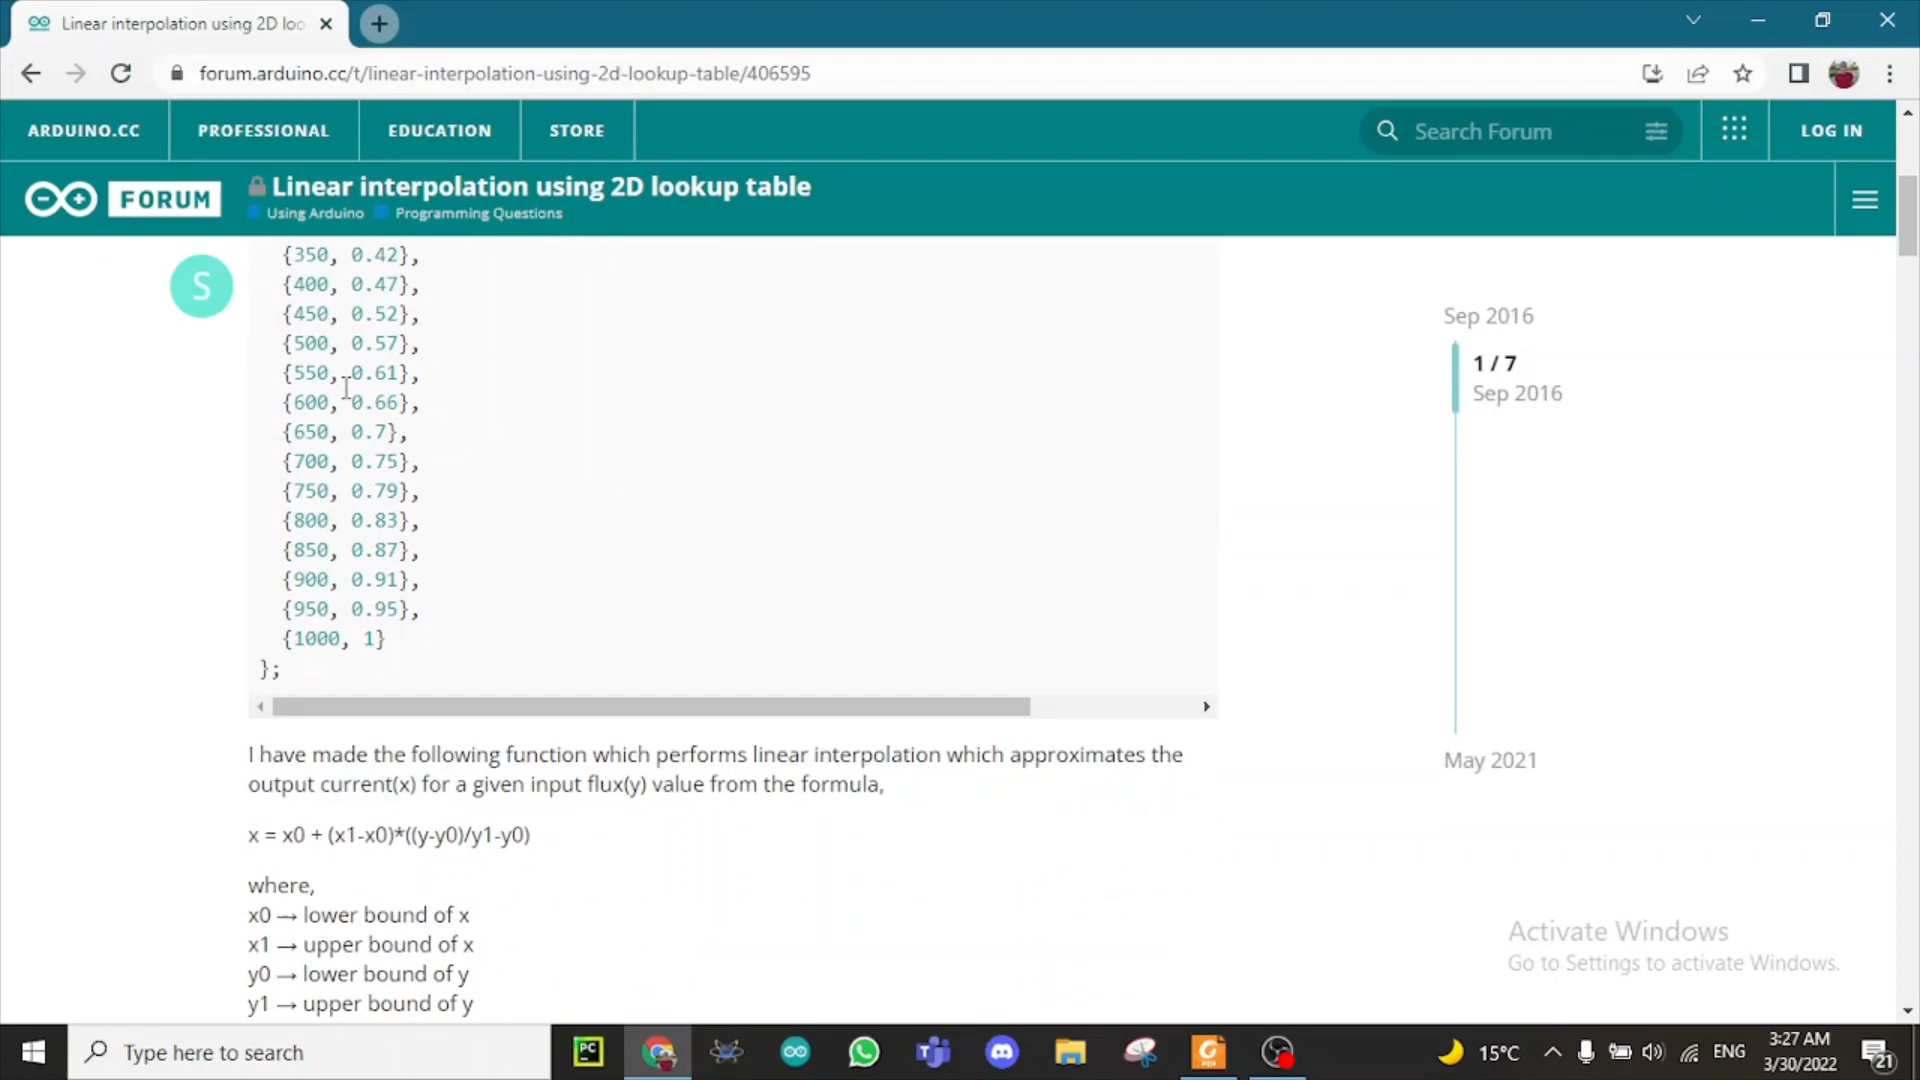 Linear interpolation using 2D loo
forum.arduino.cc/t/linear-interpolation-using-2d-lookup-table/406595
ARDUINO.CC PROFESSIONAL EDUCATION STORE Search Forum LOG IN
FORUM Linear interpolation using 2D lookup table
Using Arduino Programming Questions
S
{350, 0.42},
{400, 0.47},
{450, 0.52},
{500, 0.57},
{550, 0.61},
{600, 0.66},
{650, 0.7},
{700, 0.75},
{750, 0.79},
{800, 0.83},
{850, 0.87},
{900, 0.91},
{950, 0.95},
{1000, 1}
};
I have made the following function which performs linear interpolation which approximates the
output current(x) for a given input flux(y) value from the formula,
x = x0 + (x1-x0)*((y-y0)/y1-y0)
where,
x0 → lower bound of x
x1 → upper bound of x
y0 → lower bound of y
y1 → upper bound of y
Sep 2016
1 / 7
Sep 2016
May 2021
Activate Windows
Go to Settings to activate Windows.
Type here to search
PC
15°C
ENG
3:27 AM
3/30/2022
21